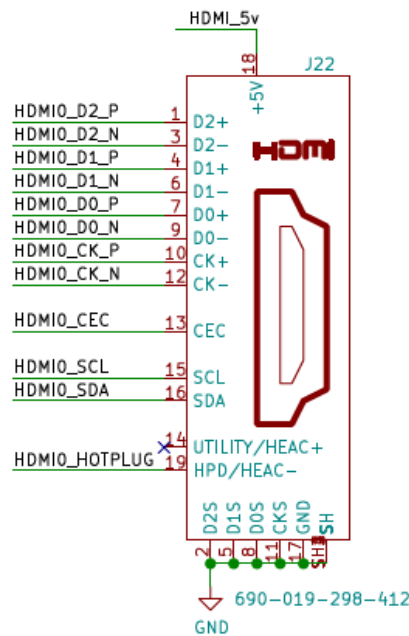 HDMI_5v
18
J22
+5V
HDMI
HDMI0_D2_P 1 D2+
HDMI0_D2_N 3 D2-
HDMI0_D1_P 4 D1+
HDMI0_D1_N 6 D1-
HDMI0_D0_P 7 D0+
HDMI0_D0_N 9 D0-
HDMI0_CK_P 10 CK+
HDMI0_CK_N 12 CK-
HDMI0_CEC 13 CEC
HDMI0_SCL 15 SCL
HDMI0_SDA 16 SDA
14 UTILITY/HEAC+
HDMI0_HOTPLUG 19 HPD/HEAC-
D2S D1S D0S CKS GND SH
2 5 8 11 17
690-019-298-412
GND